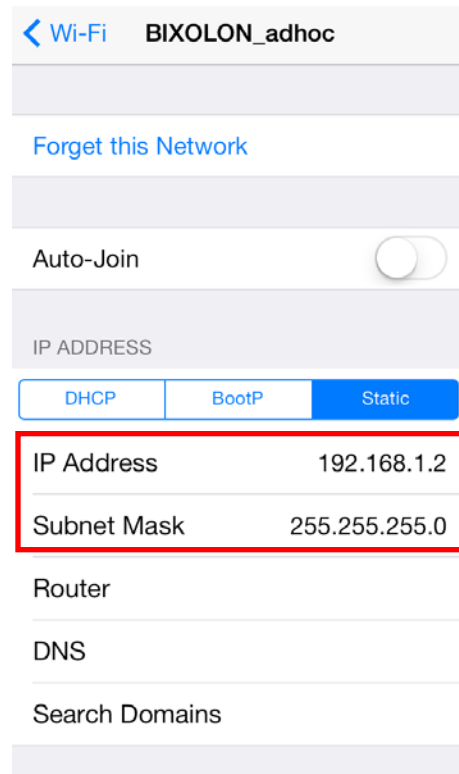 Wi-Fi BIXOLON_adhoc
Forget this Network
Auto-Join
IP ADDRESS
DHCP BootP Static
IP Address 192.168.1.2
Subnet Mask 255.255.255.0
Router
DNS
Search Domains